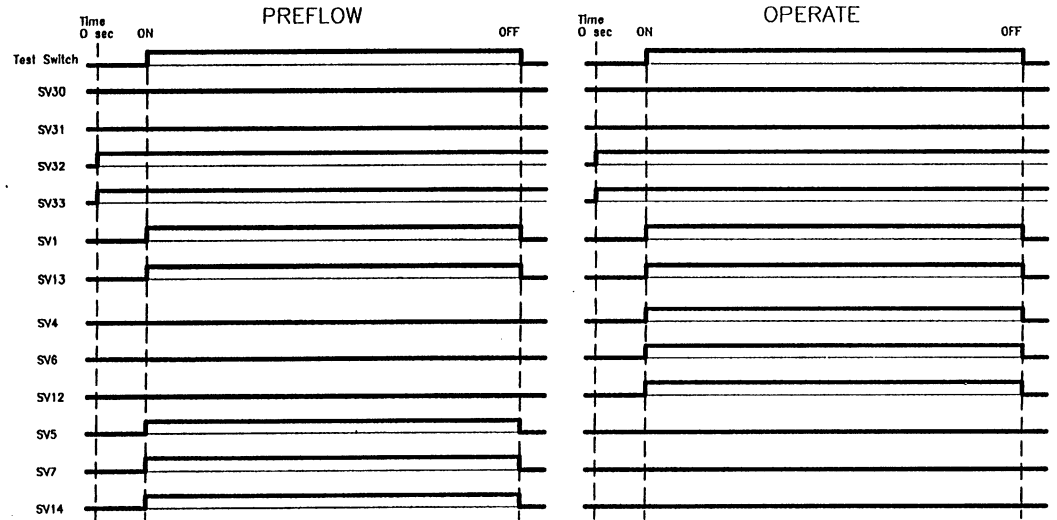 PREFLOW
OPERATE
Time
0 sec
ON
OFF
Time
0 sec
ON
OFF
Test Switch
SV30
SV31
SV32
SV33
SV1
SV13
SV4
SV6
SV12
SV5
SV7
SV14